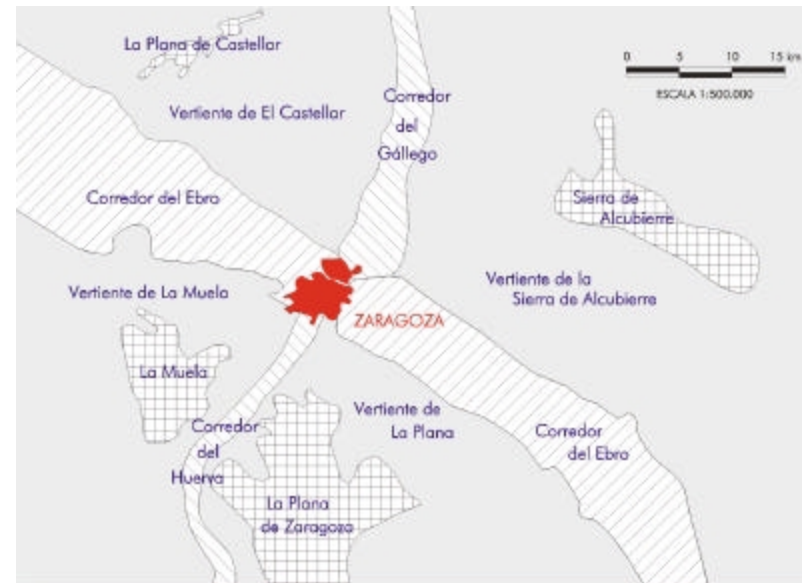 La Plana de Castellar
0 5 10 15 km
ESCALA 1:500.000
Vertiente de El Castellar
Corredor
del
Gállego
Corredor del Ebro
Sierra de
Alcubierre
Vertiente de La Muela
Vertiente de la
Sierra de Alcubierre
ZARAGOZA
La Muela
Vertiente de
La Plana
Corredor
del
Huerva
Corredor
del Ebro
La Plana
de Zaragoza